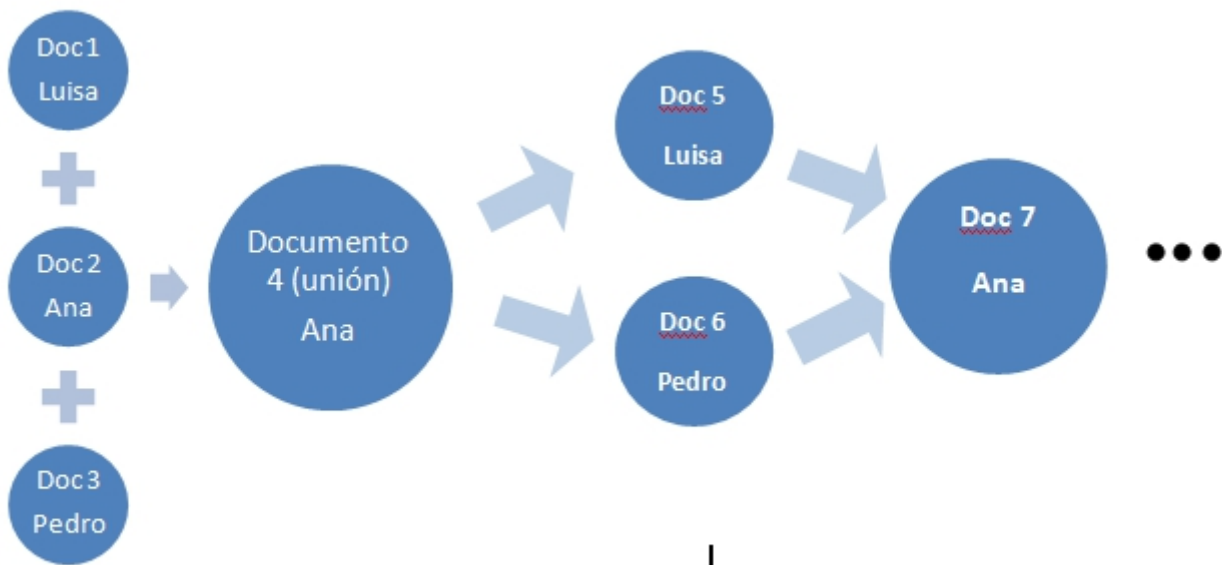 Doc1
Luisa
Doc2
Ana
Doc3
Pedro
Documento
4 (unión)
Ana
Doc 5
Luisa
Doc 6
Pedro
Doc 7
Ana
•••